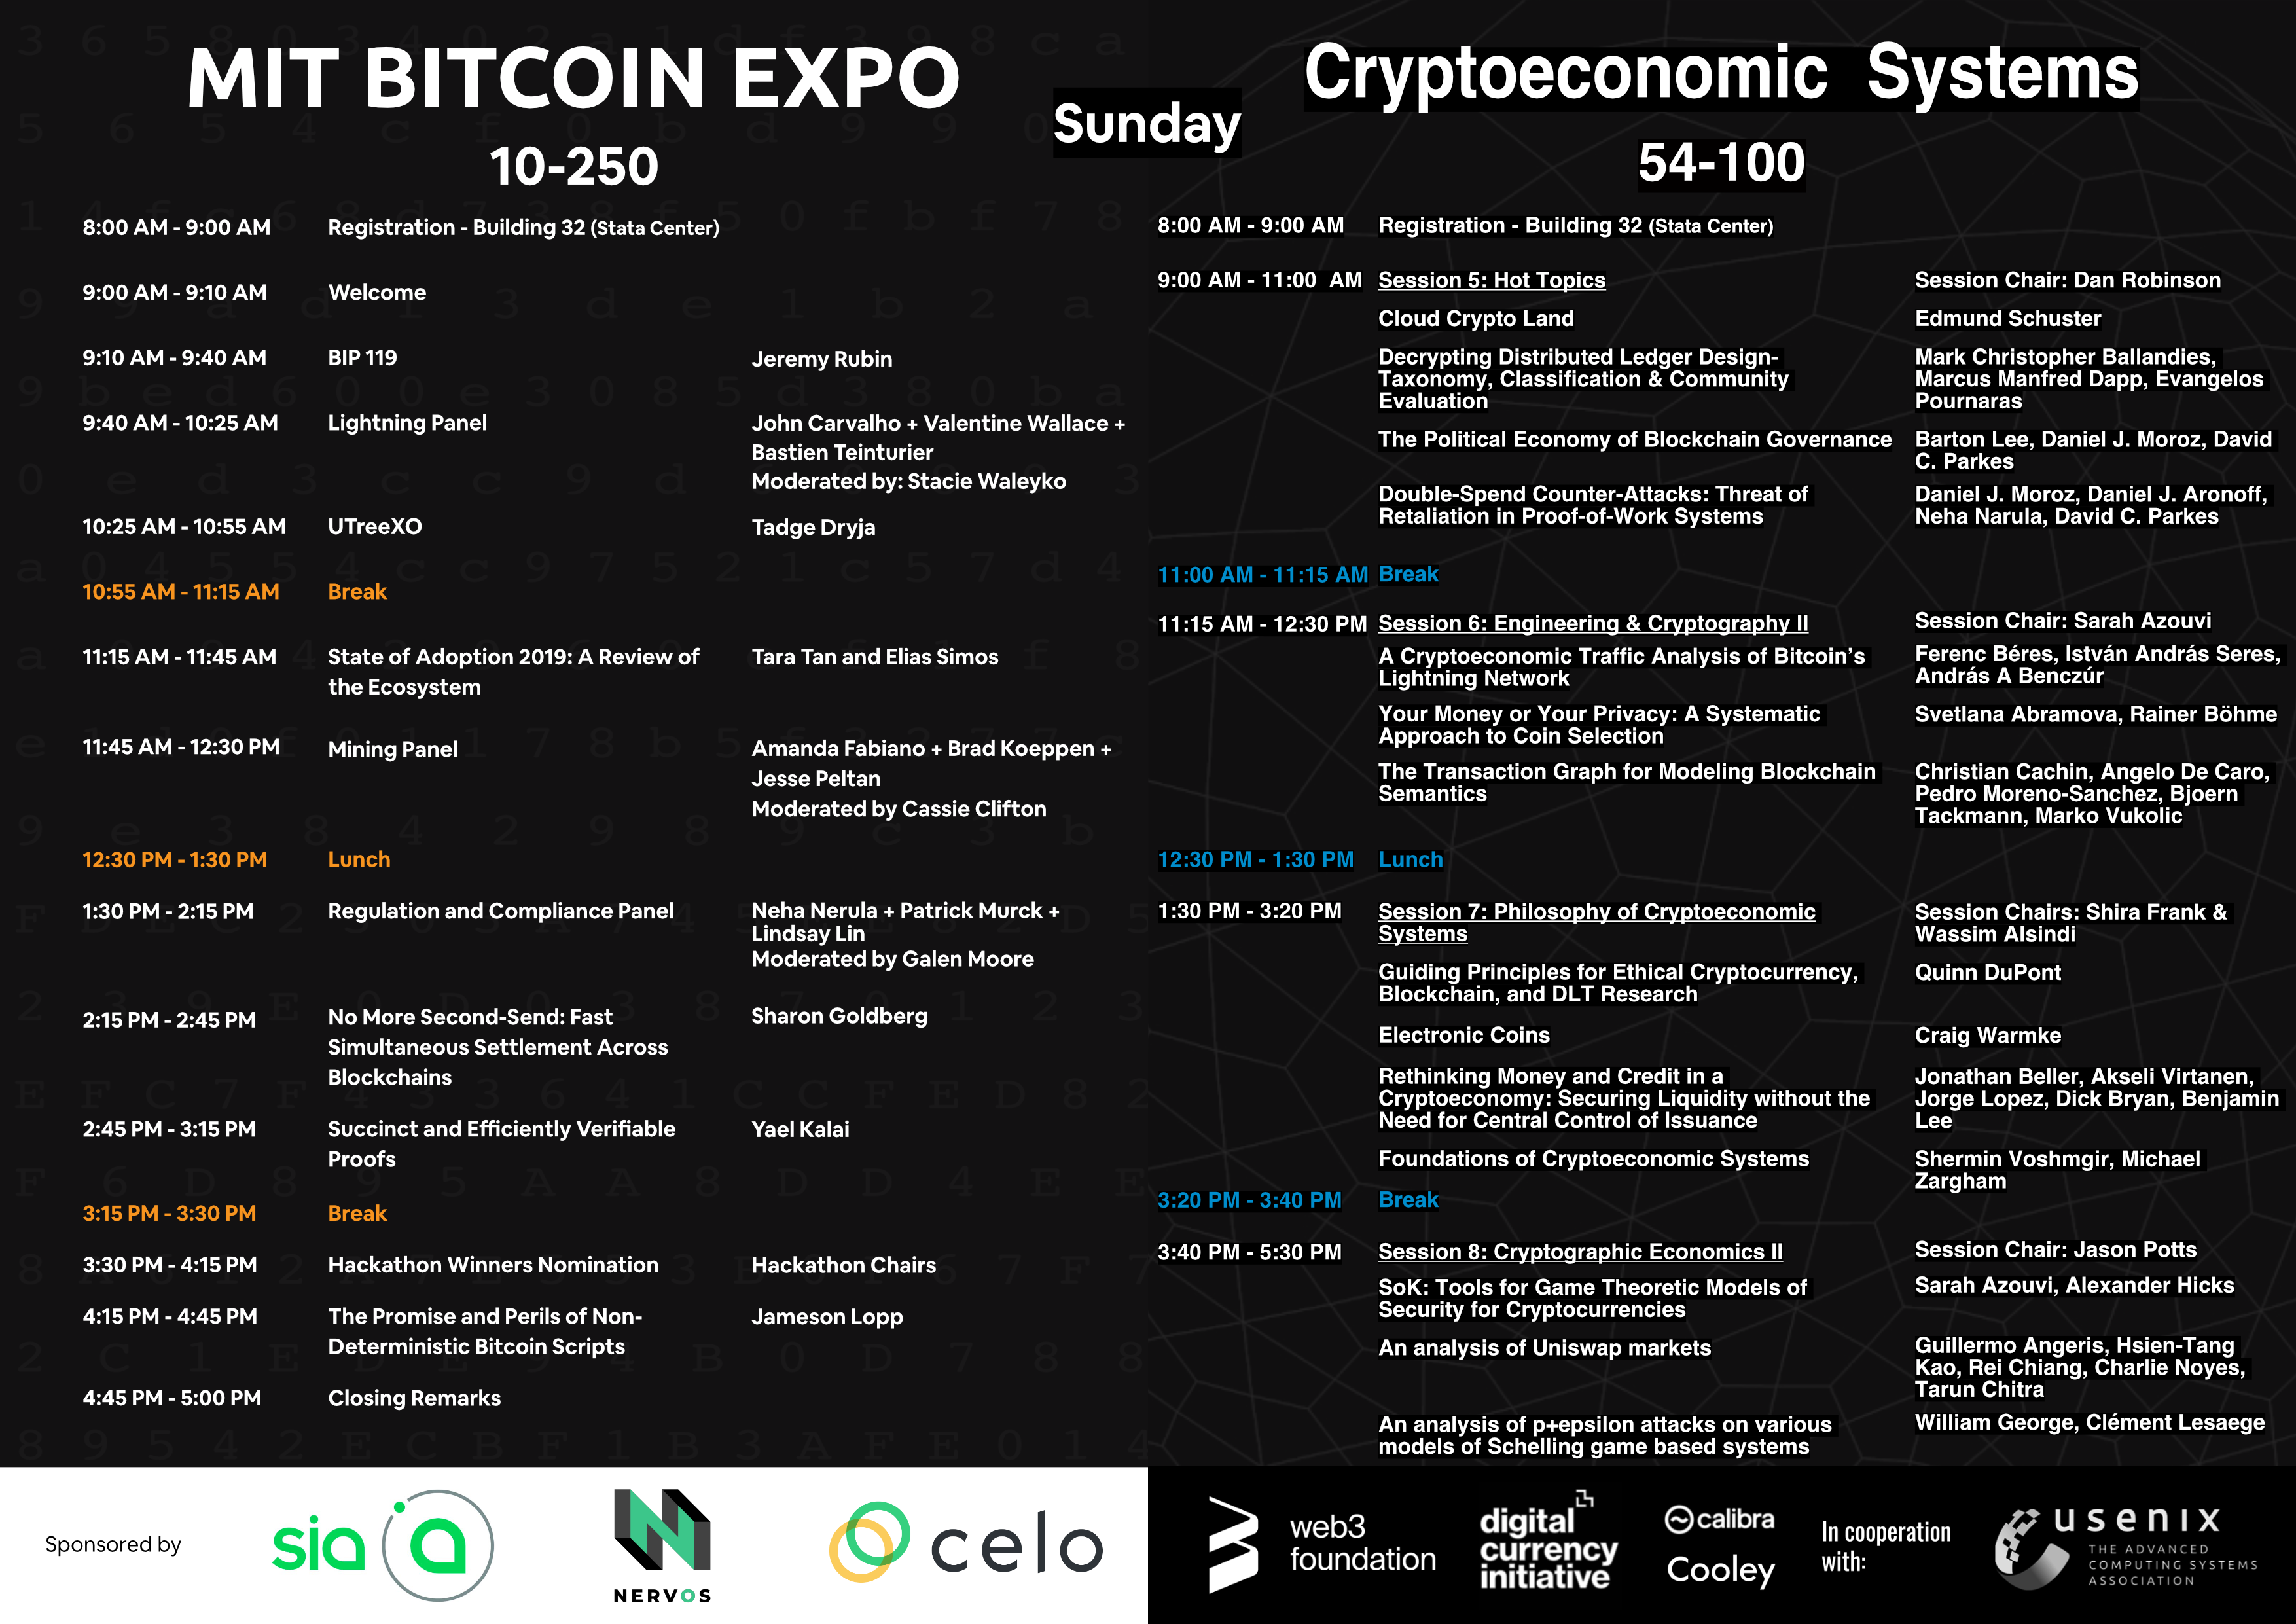 MIT BITCOIN EXPO
10-250
Sunday
8:00 AM - 9:00 AM Registration - Building 32 (Stata Center)
9:00 AM - 9:10 AM Welcome
9:10 AM - 9:40 AM BIP 119 Jeremy Rubin
9:40 AM - 10:25 AM Lightning Panel John Carvalho + Valentine Wallace +
Bastien Teinturier
Moderated by: Stacie Waleyko
10:25 AM - 10:55 AM UTreeXO Tadge Dryja
10:55 AM - 11:15 AM Break
11:15 AM - 11:45 AM State of Adoption 2019: A Review of Tara Tan and Elias Simos
the Ecosystem
11:45 AM - 12:30 PM Mining Panel Amanda Fabiano + Brad Koeppen +
Jesse Peltan
Moderated by Cassie Clifton
12:30 PM - 1:30 PM Lunch
1:30 PM - 2:15 PM Regulation and Compliance Panel Neha Nerula + Patrick Murck +
Lindsay Lin
Moderated by Galen Moore
2:15 PM - 2:45 PM No More Second-Send: Fast Sharon Goldberg
Simultaneous Settlement Across
Blockchains
2:45 PM - 3:15 PM Succinct and Efficiently Verifiable Yael Kalai
Proofs
3:15 PM - 3:30 PM Break
3:30 PM - 4:15 PM Hackathon Winners Nomination Hackathon Chairs
4:15 PM - 4:45 PM The Promise and Perils of Non- Jameson Lopp
Deterministic Bitcoin Scripts
4:45 PM - 5:00 PM Closing Remarks
Cryptoeconomic Systems
54-100
8:00 AM - 9:00 AM Registration - Building 32 (Stata Center)
9:00 AM - 11:00 AM Session 5: Hot Topics Session Chair: Dan Robinson
Cloud Crypto Land Edmund Schuster
Decrypting Distributed Ledger Design- Mark Christopher Ballandies,
Taxonomy, Classification & Community Marcus Manfred Dapp, Evangelos
Evaluation Pournaras
The Political Economy of Blockchain Governance Barton Lee, Daniel J. Moroz, David
C. Parkes
Double-Spend Counter-Attacks: Threat of Daniel J. Moroz, Daniel J. Aronoff,
Retaliation in Proof-of-Work Systems Neha Narula, David C. Parkes
11:00 AM - 11:15 AM Break
11:15 AM - 12:30 PM Session 6: Engineering & Cryptography II Session Chair: Sarah Azouvi
A Cryptoeconomic Traffic Analysis of Bitcoin's Ferenc Béres, István András Seres,
Lightning Network András A Benczúr
Your Money or Your Privacy: A Systematic Svetlana Abramova, Rainer Böhme
Approach to Coin Selection
The Transaction Graph for Modeling Blockchain Christian Cachin, Angelo De Caro,
Semantics Pedro Moreno-Sanchez, Bjoern
Tackmann, Marko Vukolic
12:30 PM - 1:30 PM Lunch
1:30 PM - 3:20 PM Session 7: Philosophy of Cryptoeconomic Session Chairs: Shira Frank &
Systems Wassim Alsindi
Guiding Principles for Ethical Cryptocurrency, Quinn DuPont
Blockchain, and DLT Research
Electronic Coins Craig Warmke
Rethinking Money and Credit in a Jonathan Beller, Akseli Virtanen,
Cryptoeconomy: Securing Liquidity without the Jorge Lopez, Dick Bryan, Benjamin
Need for Central Control of Issuance Lee
Foundations of Cryptoeconomic Systems Shermin Voshmgir, Michael
Zargham
3:20 PM - 3:40 PM Break
3:40 PM - 5:30 PM Session 8: Cryptographic Economics II Session Chair: Jason Potts
SoK: Tools for Game Theoretic Models of Sarah Azouvi, Alexander Hicks
Security for Cryptocurrencies
An analysis of Uniswap markets Guillermo Angeris, Hsien-Tang
Kao, Rei Chiang, Charlie Noyes,
Tarun Chitra
An analysis of p+epsilon attacks on various William George, Clément Lesaege
models of Schelling game based systems
Sponsored by
sia
NERVOS
celo
web3
foundation
digital
currency
initiative
calibra
Cooley
In cooperation
with:
usenix
THE ADVANCED
COMPUTING SYSTEMS
ASSOCIATION